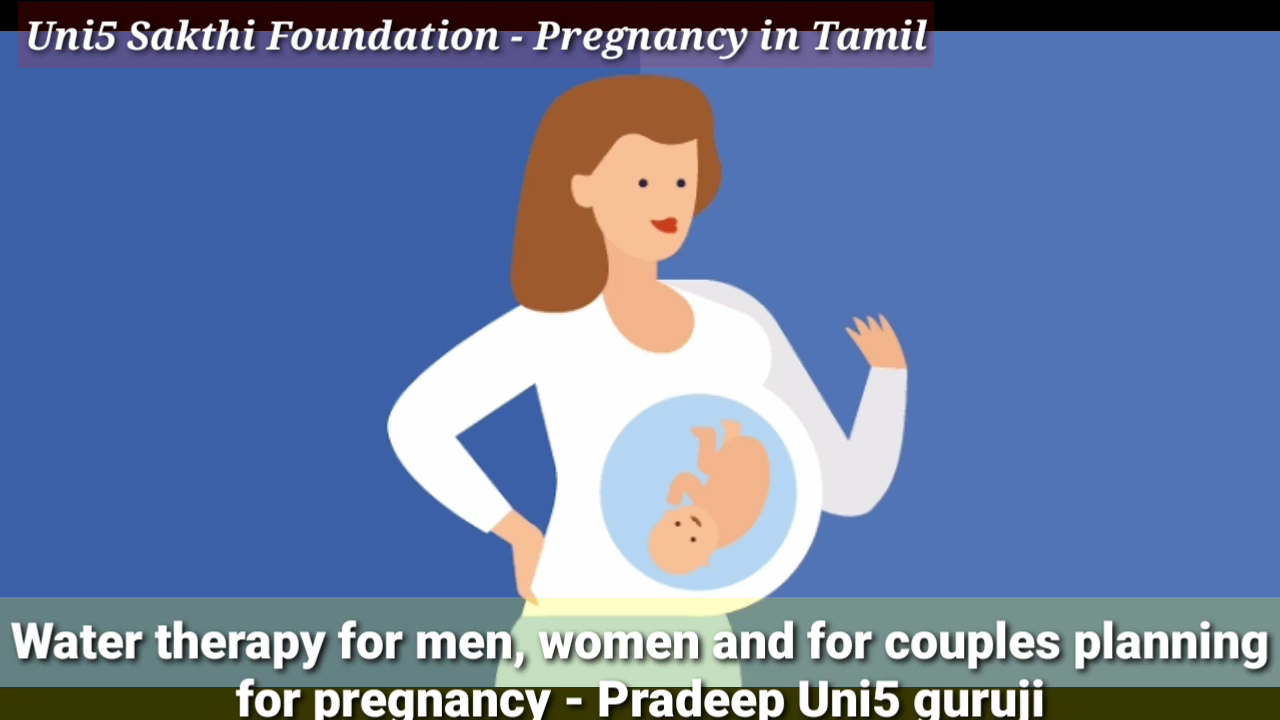 Uni5 Sakthi Foundation - Pregnancy in Tamil
Water therapy for men, women and for couples planning
for pregnancy - Pradeep Uni5 guruji